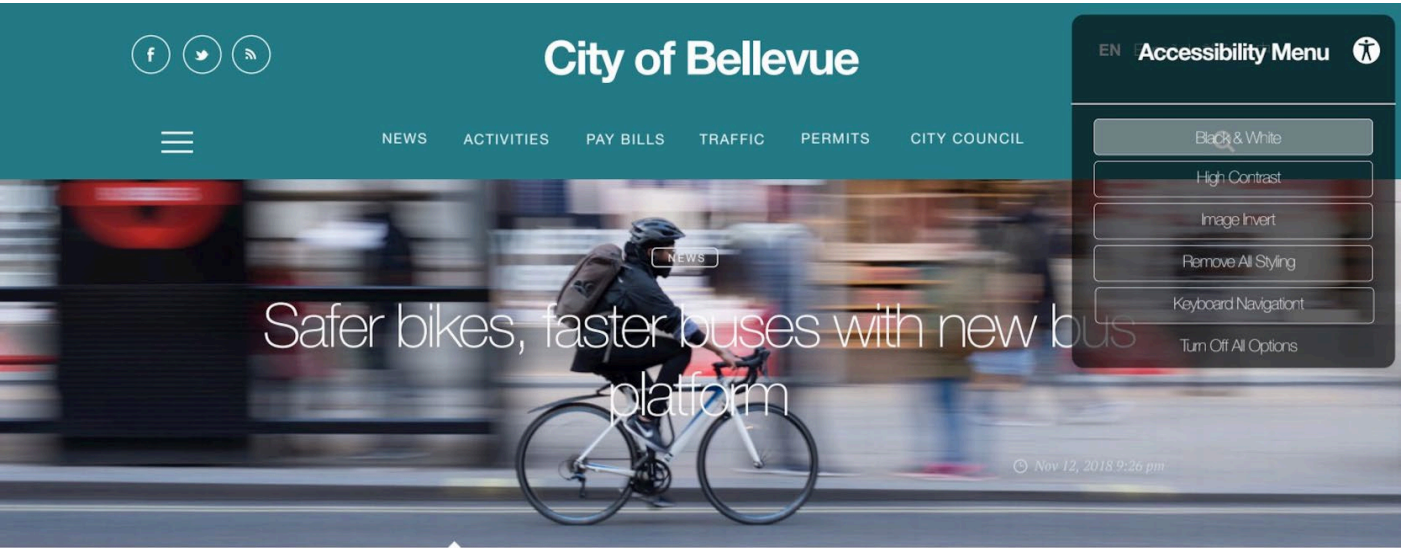 City of Bellevue
EN
Accessibility Menu
NEWS
ACTIVITIES
PAY BILLS
TRAFFIC
PERMITS
CITY COUNCIL
Black & White
High Contrast
Image Invert
Remove All Styling
Keyboard Navigationt
Turn Off All Options
NEWS
Safer bikes, faster buses with new bus
platform
Nov 12, 2018 9:26 pm